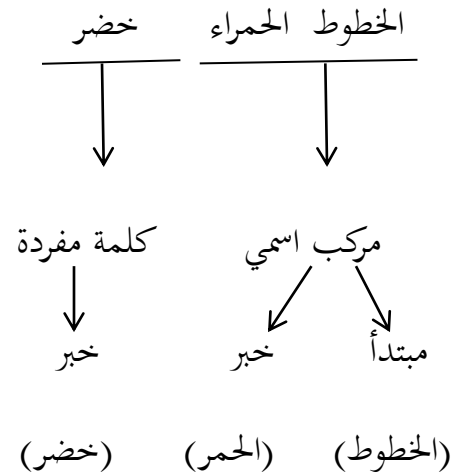 الخطوط الحمراء خضر
مركب اسمي كلمة مفردة
مبتدأ خبر خبر
(الخطوط) (الحمر) (خضر)